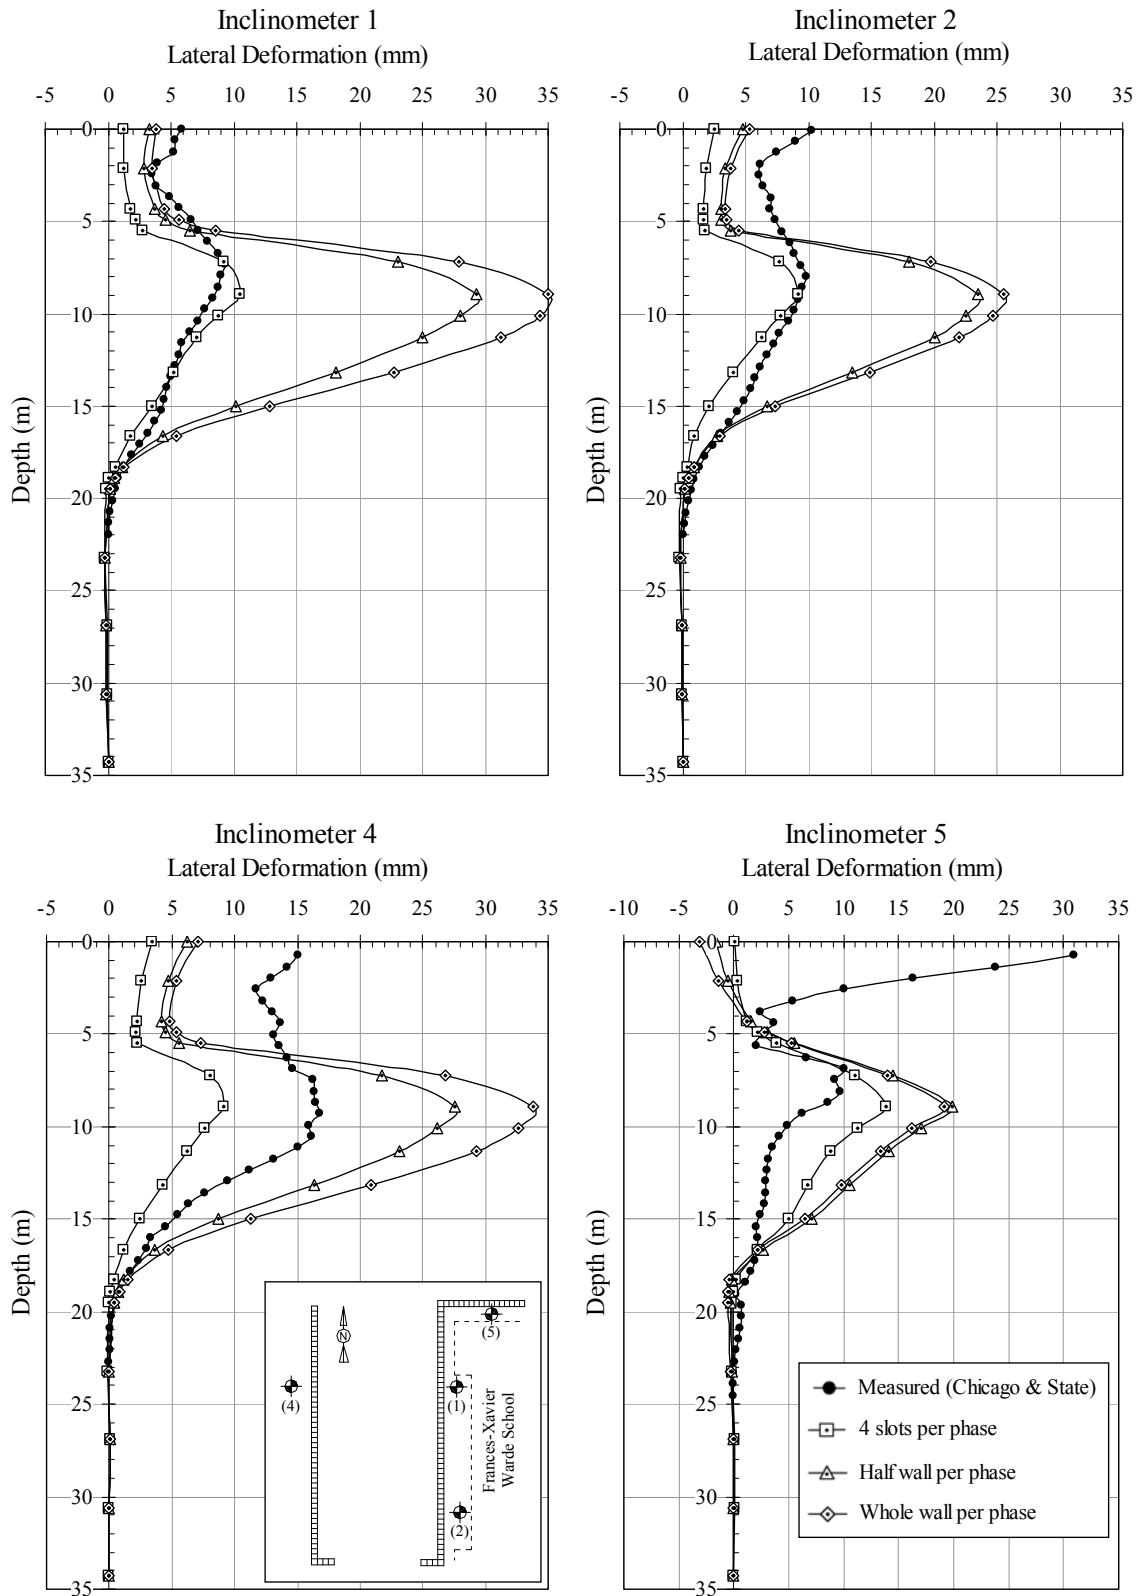 Inclinometer 1
Lateral Deformation (mm)
-5 0 5 10 15 20 25 30 35
0
5
10
15
20
25
30
35
Depth (m)
Inclinometer 2
Lateral Deformation (mm)
-5 0 5 10 15 20 25 30 35
0
5
10
15
20
25
30
35
Depth (m)
Inclinometer 4
Lateral Deformation (mm)
-5 0 5 10 15 20 25 30 35
0
5
10
15
20
25
30
35
Depth (m)
N
(4)
(5)
(1)
(2)
Frances-Xavier
Warde School
Inclinometer 5
Lateral Deformation (mm)
-10 -5 0 5 10 15 20 25 30 35
0
5
10
15
20
25
30
35
Depth (m)
Measured (Chicago & State)
4 slots per phase
Half wall per phase
Whole wall per phase